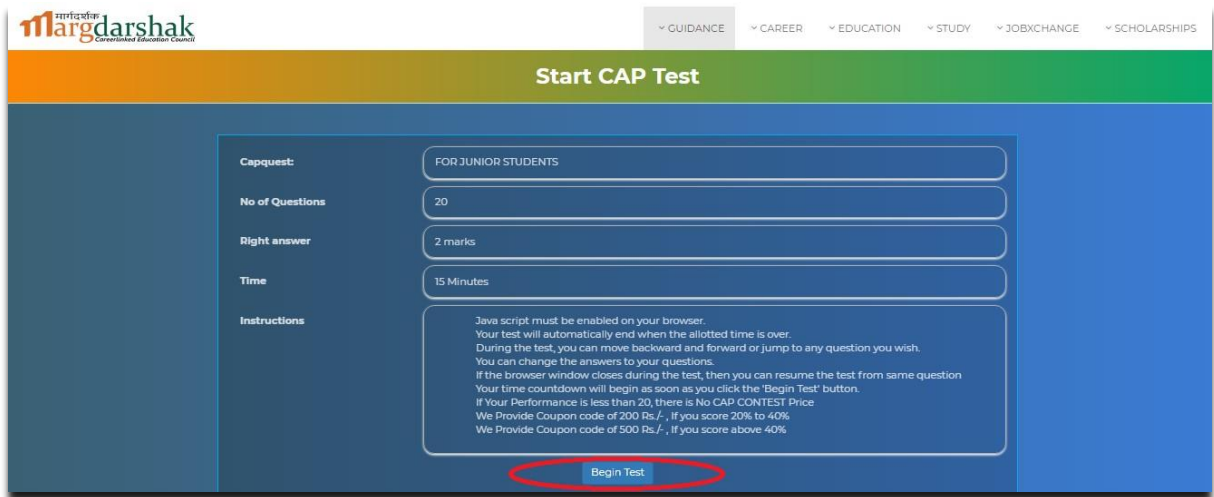 मार्गदर्शक
Margdarshak
Careerlinked Education Council
GUIDANCE CAREER EDUCATION STUDY JOBXCHANGE SCHOLARSHIPS
Start CAP Test
Capquest: FOR JUNIOR STUDENTS
No of Questions 20
Right answer 2 marks
Time 15 Minutes
Instructions Java script must be enabled on your browser.
Your test will automatically end when the allotted time is over.
During the test, you can move backward and forward or jump to any question you wish.
You can change the answers to your questions.
If the browser window closes during the test, then you can resume the test from same question
Your time countdown will begin as soon as you click the 'Begin Test' button.
If Your Performance is less than 20, there is No CAP CONTEST Price
We Provide Coupon code of 200 Rs./- , If you score 20% to 40%
We Provide Coupon code of 500 Rs./- , If you score above 40%
Begin Test